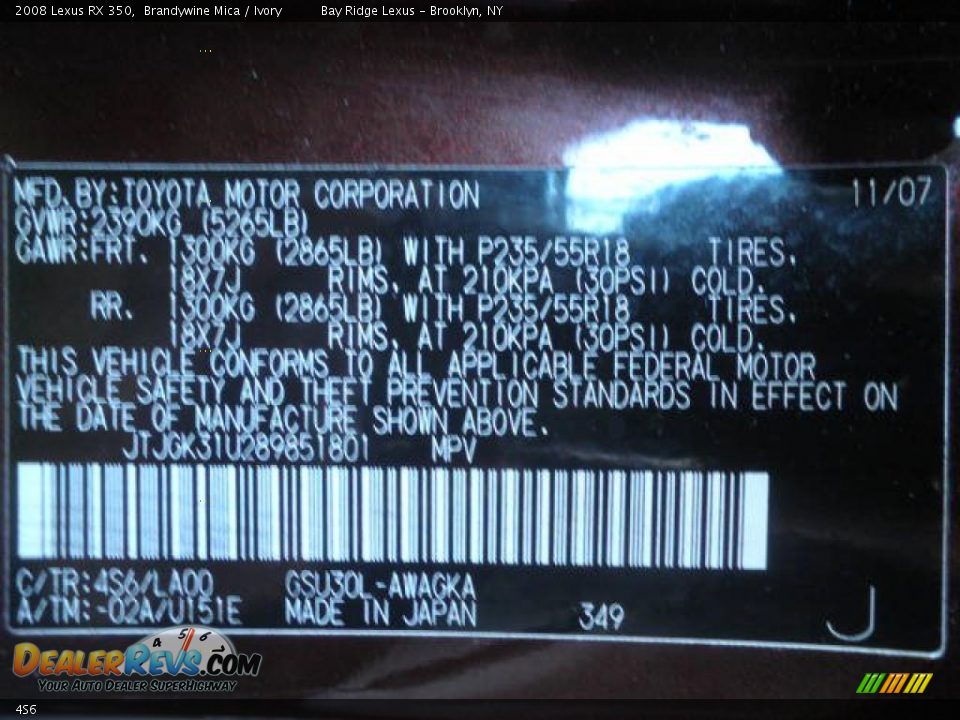 2008 Lexus RX 350, Brandywine Mica / Ivory Bay Ridge Lexus - Brooklyn, NY
MFD.BY:TOYOTA MOTOR CORPORATION 11/07
GVWR:2390KG (5265LB)
GAWR:FRT. 1300KG (2865LB) WITH P235/55R18 TIRES.
18X7J RIMS. AT 210KPA (30PSI) COLD.
RR. 1300KG (2865LB) WITH P235/55R18 TIRES.
18X7J RIMS. AT 210KPA (30PSI) COLD.
THIS VEHICLE CONFORMS TO ALL APPLICABLE FEDERAL MOTOR
VEHICLE SAFETY AND THEFT PREVENTION STANDARDS IN EFFECT ON
THE DATE OF MANUFACTURE SHOWN ABOVE.
JTJGK31U289851801 MPV
C/TR:4S6/LA00 GSU30L-AWAGKA
A/TM:-02A/U151E MADE IN JAPAN 349 J
4 5 6
DealerRevs.com
Your Auto Dealer SuperHighway
4S6